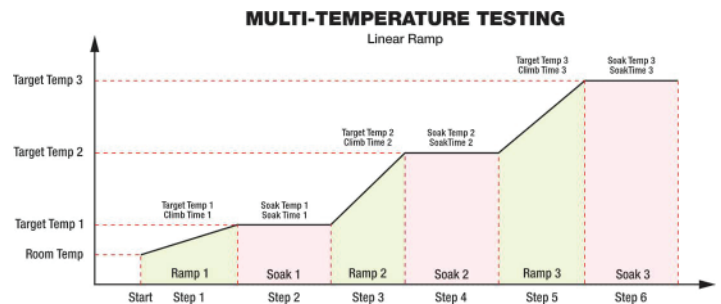 MULTI-TEMPERATURE TESTING
Linear Ramp
Target Temp 3
Target Temp 3
Climb Time 3
Soak Temp 3
SoakTime 3
Target Temp 2
Target Temp 2
Climb Time 2
Soak Temp 2
SoakTime 2
Target Temp 1
Target Temp 1
Climb Time 1
Soak Temp 1
Soak Time 1
Room Temp
Ramp 1
Soak 1
Ramp 2
Soak 2
Ramp 3
Soak 3
Start
Step 1
Step 2
Step 3
Step 4
Step 5
Step 6